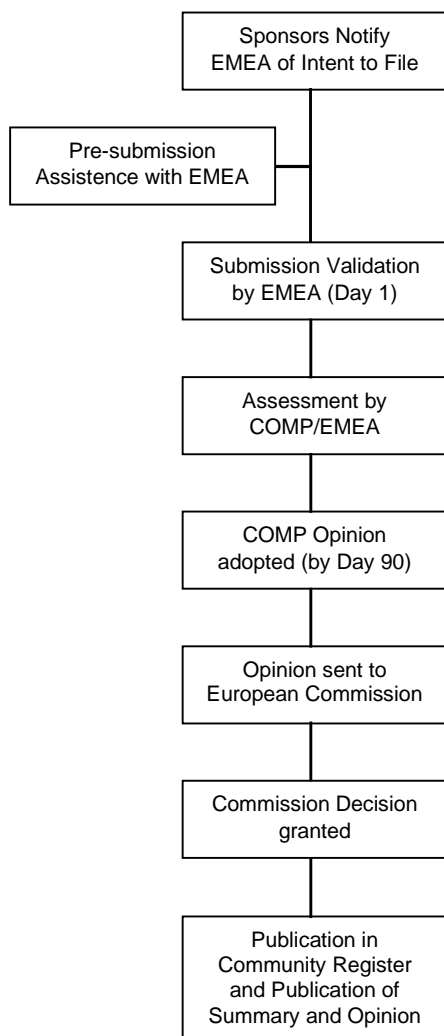 Sponsors Notify
EMEA of Intent to File
Pre-submission
Assistence with EMEA
Submission Validation
by EMEA (Day 1)
Assessment by
COMP/EMEA
COMP Opinion
adopted (by Day 90)
Opinion sent to
European Commission
Commission Decision
granted
Publication in
Community Register
and Publication of
Summary and Opinion